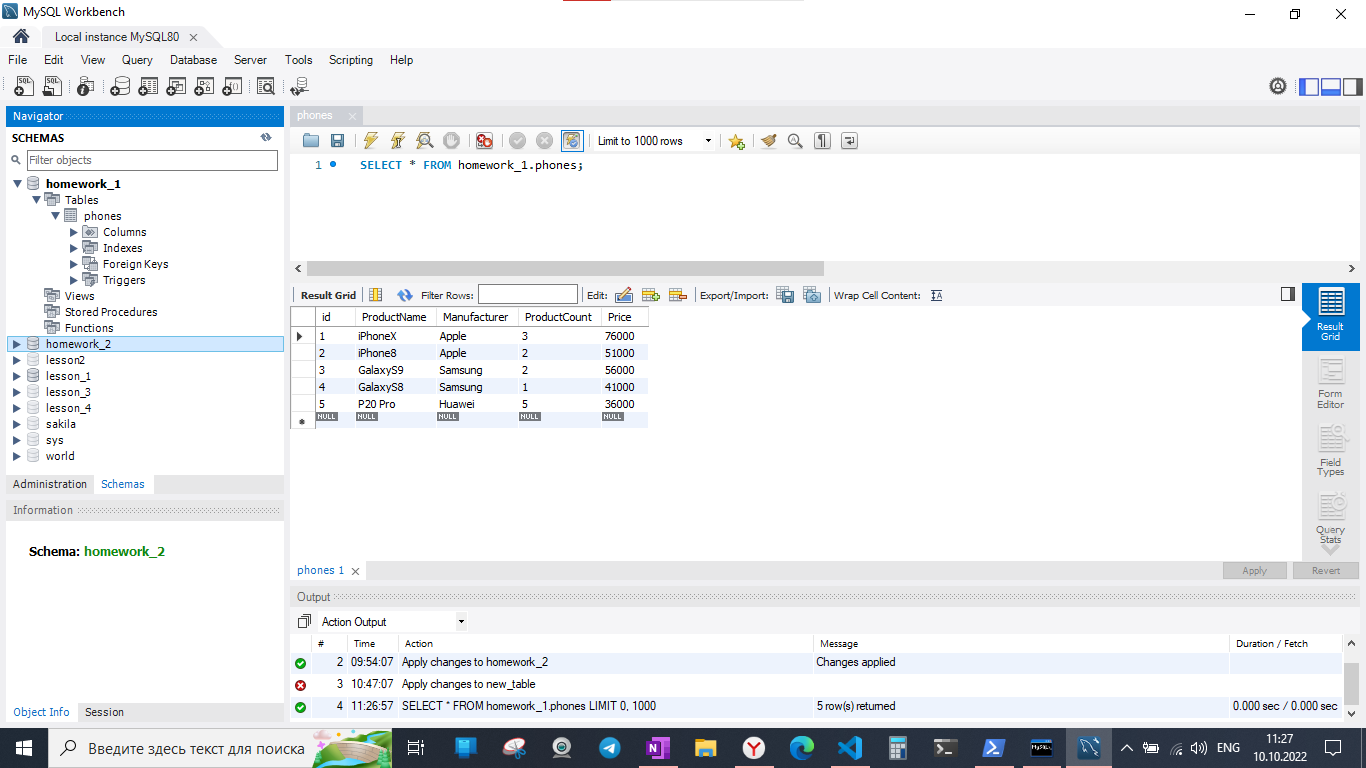 MySQL Workbench
Local instance MySQL80
File Edit View Query Database Server Tools Scripting Help
Navigator
SCHEMAS
Filter objects
homework_1
Tables
phones
Columns
Indexes
Foreign Keys
Triggers
Views
Stored Procedures
Functions
homework_2
lesson2
lesson_1
lesson_3
lesson_4
sakila
sys
world
Administration Schemas
Information
Schema: homework_2
Object Info Session
phones
Limit to 1000 rows
1 SELECT * FROM homework_1.phones;
Result Grid Filter Rows: Edit: Export/Import: Wrap Cell Content:
id ProductName Manufacturer ProductCount Price
1 iPhoneX Apple 3 76000
2 iPhone8 Apple 2 51000
3 GalaxyS9 Samsung 2 56000
4 GalaxyS8 Samsung 1 41000
5 P20 Pro Huawei 5 36000
NULL NULL NULL NULL NULL
Result
Grid
Form
Editor
Field
Types
Query
Stats
phones 1
Apply Revert
Output
Action Output
# Time Action Message Duration / Fetch
2 09:54:07 Apply changes to homework_2 Changes applied
3 10:47:07 Apply changes to new_table
4 11:26:57 SELECT * FROM homework_1.phones LIMIT 0, 1000 5 row(s) returned 0.000 sec / 0.000 sec
Введите здесь текст для поиска
ENG
11:27
10.10.2022